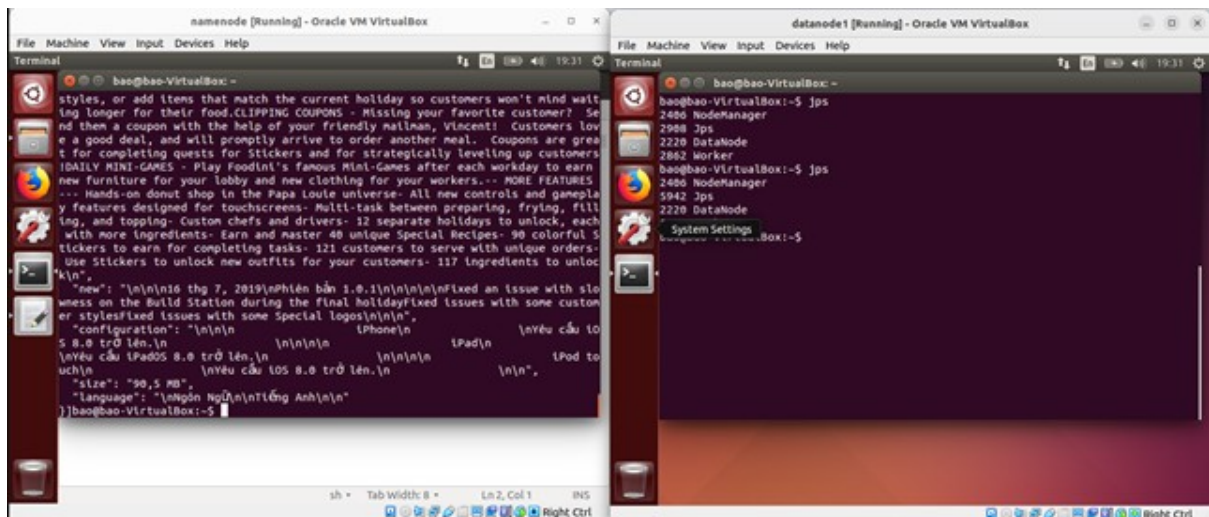 namenode [Running] - Oracle VM VirtualBox
File Machine View Input Devices Help
Terminal
En
19:31
bao@bao-VirtualBox: ~
styles, or add items that match the current holiday so customers won't mind wait
ing longer for their food.CLIPPING COUPONS - Missing your favorite customer?  Se
nd them a coupon with the help of your friendly mailman, Vincent!  Customers lov
e a good deal, and will promptly arrive to order another meal.  Coupons are grea
t for completing quests for Stickers and for strategically leveling up customers
!DAILY MINI-GAMES - Play Foodini's famous Mini-Games after each workday to earn
new furniture for your lobby and new clothing for your workers.-- MORE FEATURES
--- Hands-on donut shop in the Papa Louie universe- All new controls and gamepla
y features designed for touchscreens- Multi-task between preparing, frying, fill
ing, and topping- Custom chefs and drivers- 12 separate holidays to unlock, each
with more ingredients- Earn and master 40 unique Special Recipes- 90 colorful S
tickers to earn for completing tasks- 121 customers to serve with unique orders-
Use Stickers to unlock new outfits for your customers- 117 ingredients to unloc
k\n",
"new": "\n\n\n16 thg 7, 2019\nPhiên bản 1.0.1\n\n\n\n\nFixed an issue with slo
wness on the Build Station during the final holidayFixed issues with some custom
er stylesFixed issues with some Special logos\n\n\n",
"configuration": "\n\n\n iPhone\n \nYêu cầu iO
S 8.0 trở lên.\n \n\n\n\n iPad\n
\nYêu cầu iPadOS 8.0 trở lên.\n \n\n\n\n iPod to
uch\n \nYêu cầu iOS 8.0 trở lên.\n \n\n",
"size": "90,5 MB",
"language": "\nNgôn Ngữ\n\nTiếng Anh\n\n"
}]bao@bao-VirtualBox:~$
sh
Tab Width: 8
Ln 2, Col 1
INS
Right Ctrl
datanode1 [Running] - Oracle VM VirtualBox
File Machine View Input Devices Help
Terminal
En
19:31
bao@bao-VirtualBox: ~
bao@bao-VirtualBox:~$ jps
2406 NodeManager
2908 Jps
2220 DataNode
2862 Worker
bao@bao-VirtualBox:~$ jps
2406 NodeManager
5942 Jps
2220 DataNode
System Settings
Box:~$
Right Ctrl